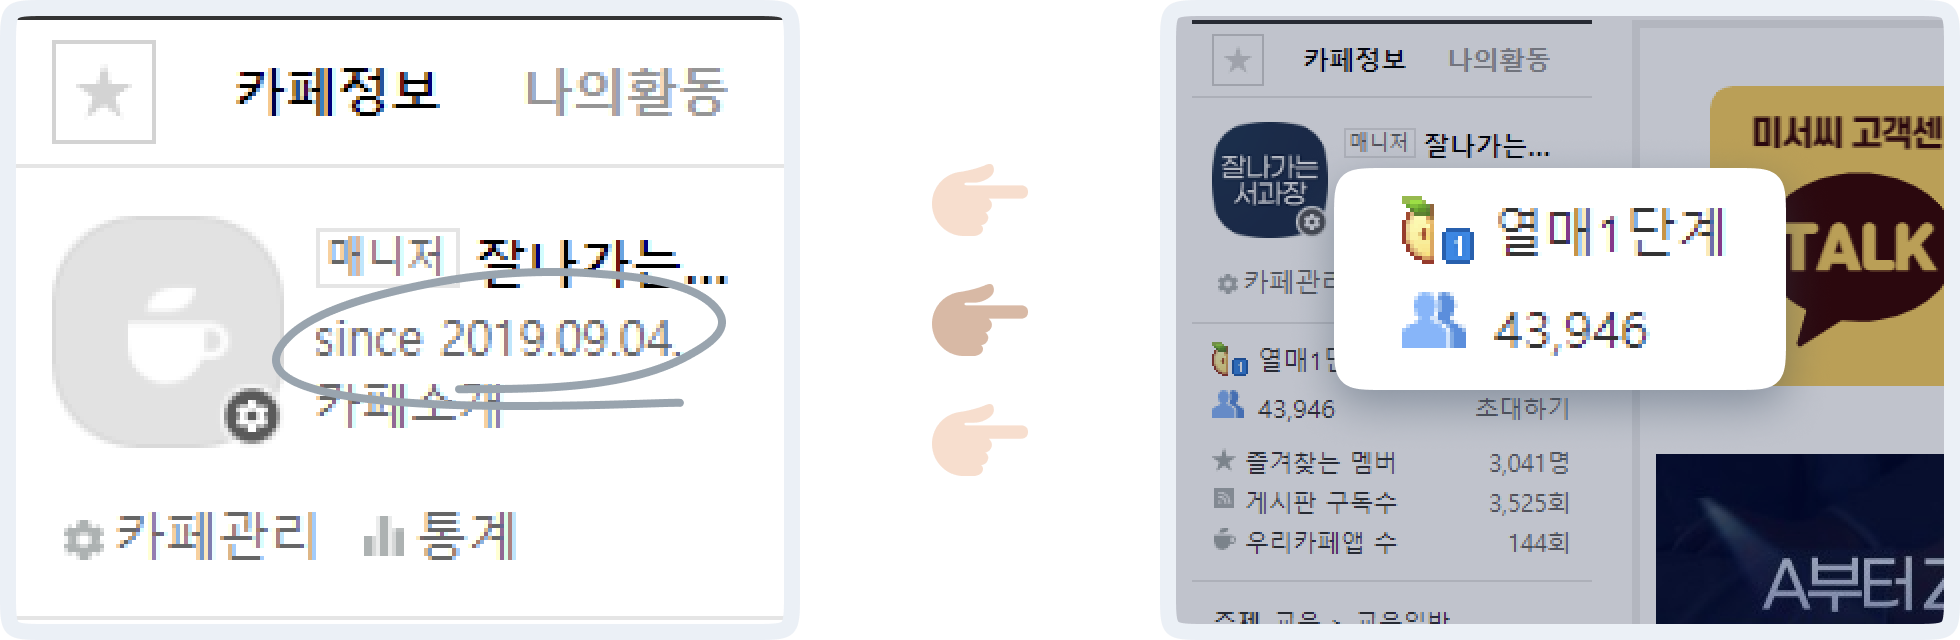 카페정보 나의활동
매니저 잘나가는...
since 2019.09.04.
카페소개
카페관리 통계
카페정보 나의활동
잘나가는
서과장
매니저 잘나가는...
카페관리
열매1단계
43,946
열매1단
43,946 초대하기
즐겨찾는 멤버 3,041명
게시판 구독수 3,525회
우리카페앱 수 144회
주제 교육 > 교육일반
미서씨 고객센
TALK
A부터 Z